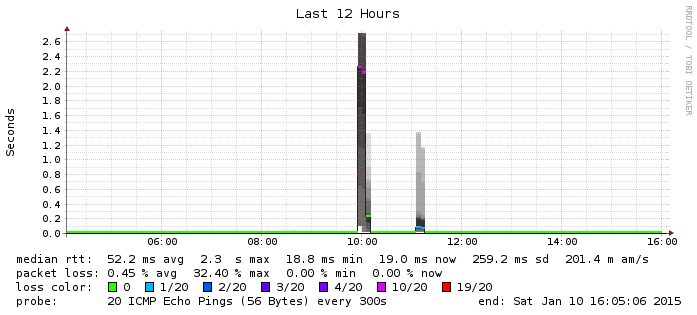 Last 12 Hours
RRDTOOL / TOBI OETIKER
Seconds
2.6
2.4
2.2
2.0
1.8
1.6
1.4
1.2
1.0
0.8
0.6
0.4
0.2
0.0
06:00 08:00 10:00 12:00 14:00 16:00
median rtt: 52.2 ms avg 2.3 s max 18.8 ms min 19.0 ms now 259.2 ms sd 201.4 m am/s
packet loss: 0.45 % avg 32.40 % max 0.00 % min 0.00 % now
loss color: 0 1/20 2/20 3/20 4/20 10/20 19/20
probe: 20 ICMP Echo Pings (56 Bytes) every 300s end: Sat Jan 10 16:05:06 2015